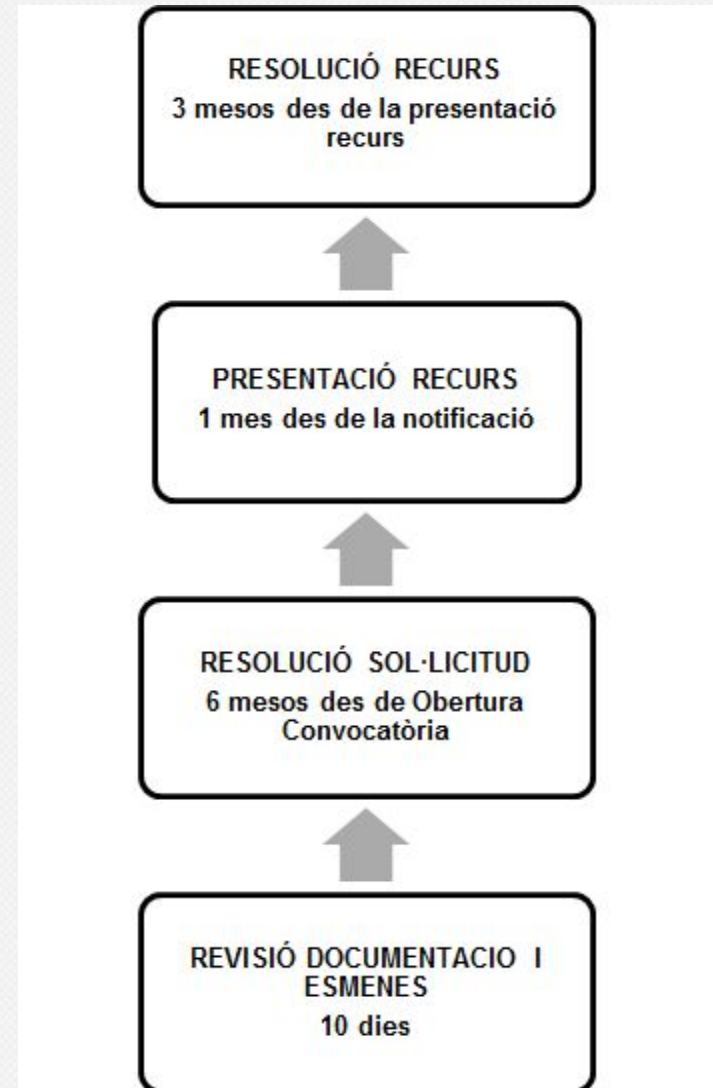 RESOLUCIÓ RECURS
3 mesos des de la presentació
recurs
PRESENTACIÓ RECURS
1 mes des de la notificació
RESOLUCIÓ SOL·LICITUD
6 mesos des de Obertura
Convocatòria
REVISIÓ DOCUMENTACIO I
ESMENES
10 dies